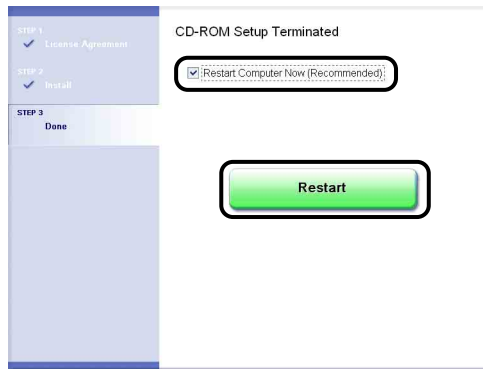 STEP 1
License Agreement
STEP 2
Install
STEP 3
Done
CD-ROM Setup Terminated
Restart Computer Now (Recommended)
Restart